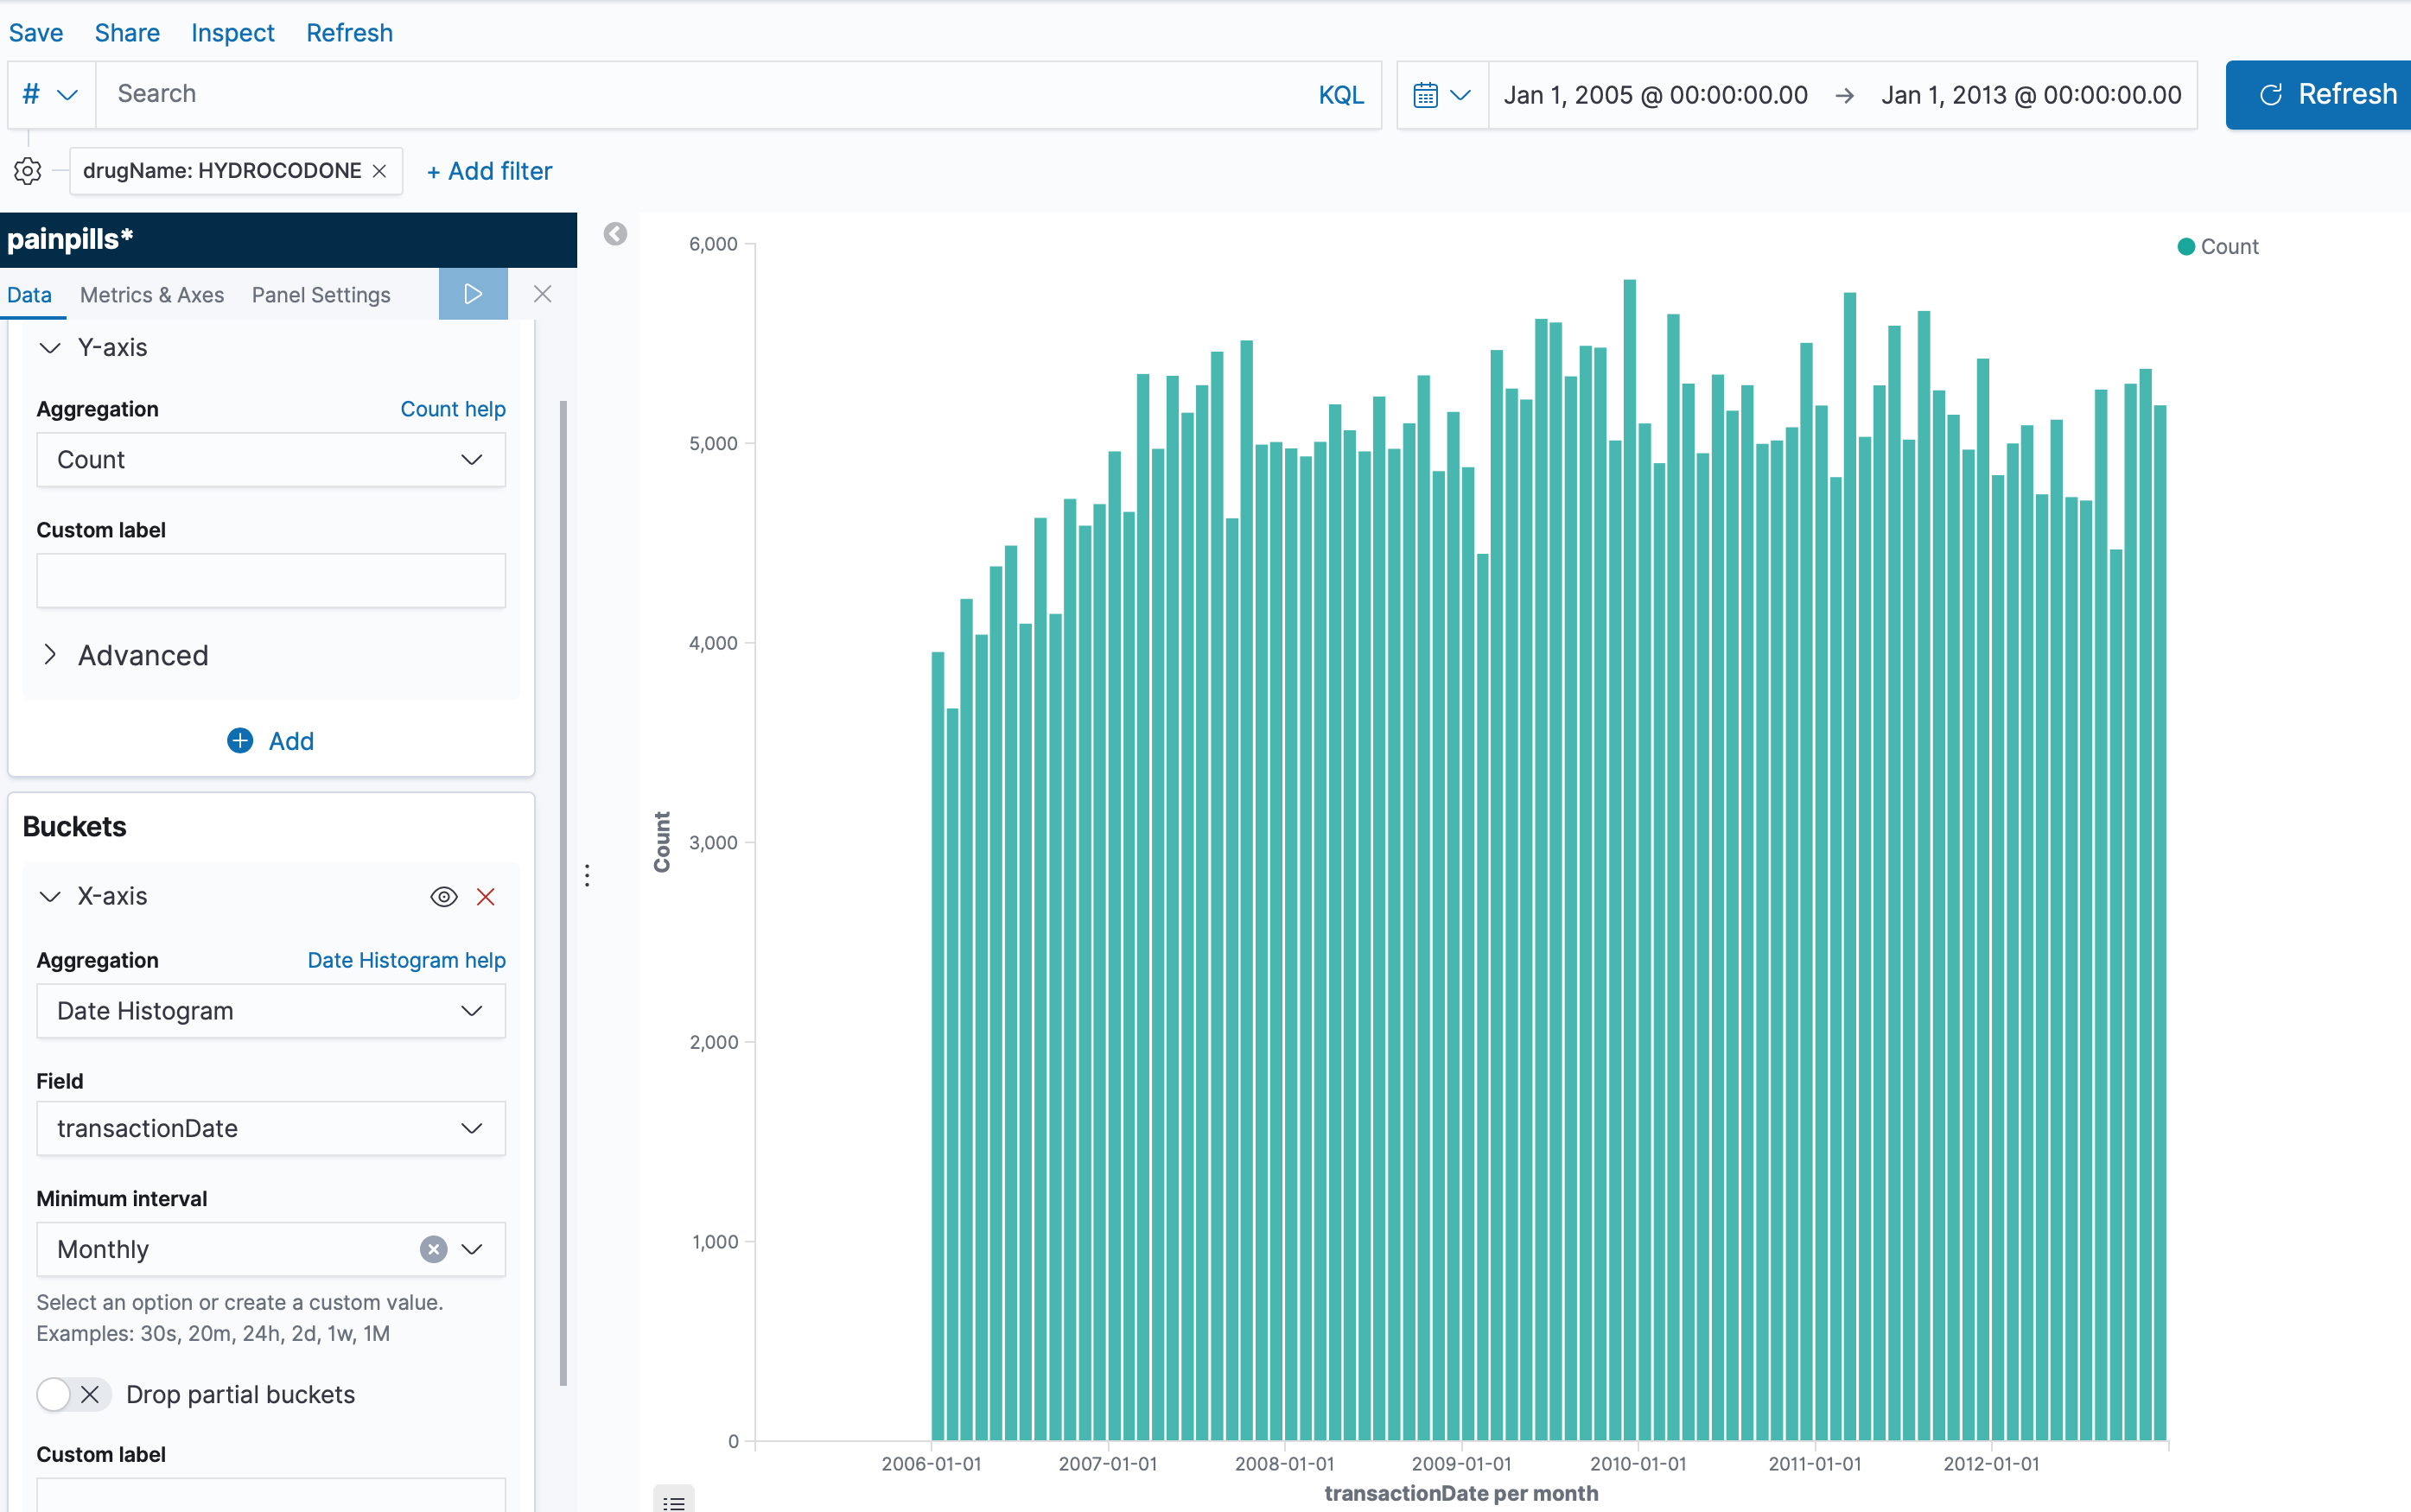 Save Share Inspect Refresh
# Search KQL Jan 1, 2005 @ 00:00:00.00 → Jan 1, 2013 @ 00:00:00.00 Refresh
drugName: HYDROCODONE × + Add filter
painpills*
Data Metrics & Axes Panel Settings
Y-axis
Aggregation Count help
Count
Custom label
Advanced
Add
Buckets
X-axis
Aggregation Date Histogram help
Date Histogram
Field
transactionDate
Minimum interval
Monthly
Select an option or create a custom value.
Examples: 30s, 20m, 24h, 2d, 1w, 1M
Drop partial buckets
Custom label
Count
6,000
5,000
4,000
3,000
2,000
1,000
0
Count
2006-01-01 2007-01-01 2008-01-01 2009-01-01 2010-01-01 2011-01-01 2012-01-01
transactionDate per month